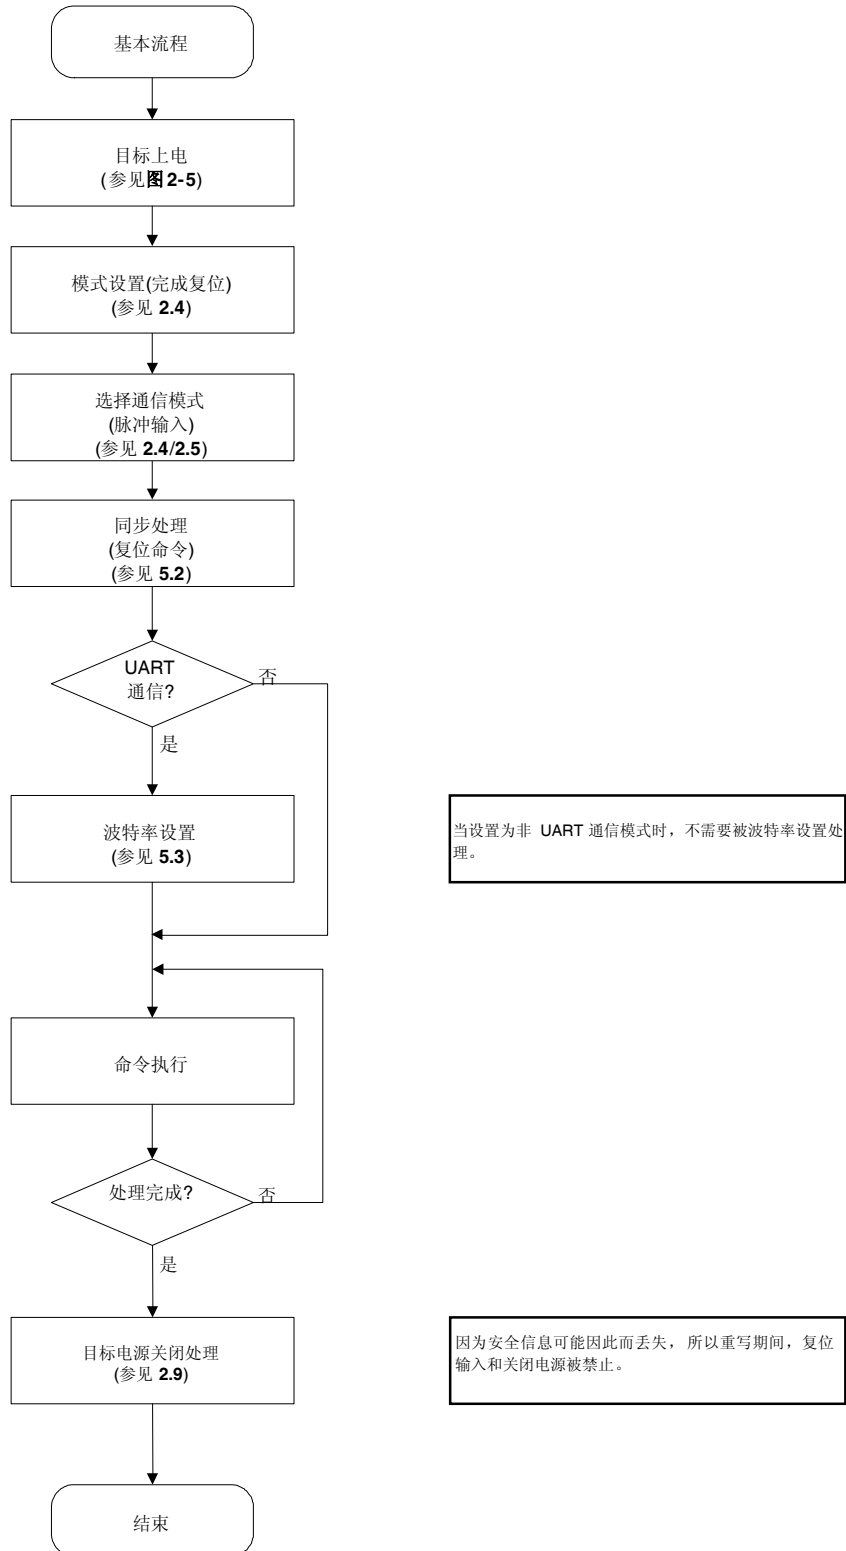 基本流程
目标上电
(参见图2-5)
模式设置(完成复位)
(参见 2.4)
选择通信模式
(脉冲输入)
(参见 2.4/2.5)
同步处理
(复位命令)
(参见 5.2)
UART
通信?
否
是
波特率设置
(参见 5.3)
当设置为非 UART 通信模式时，不需要被波特率设置处
理。
命令执行
处理完成?
否
是
目标电源关闭处理
(参见 2.9)
因为安全信息可能因此而丢失，所以重写期间，复位
输入和关闭电源被禁止。
结束